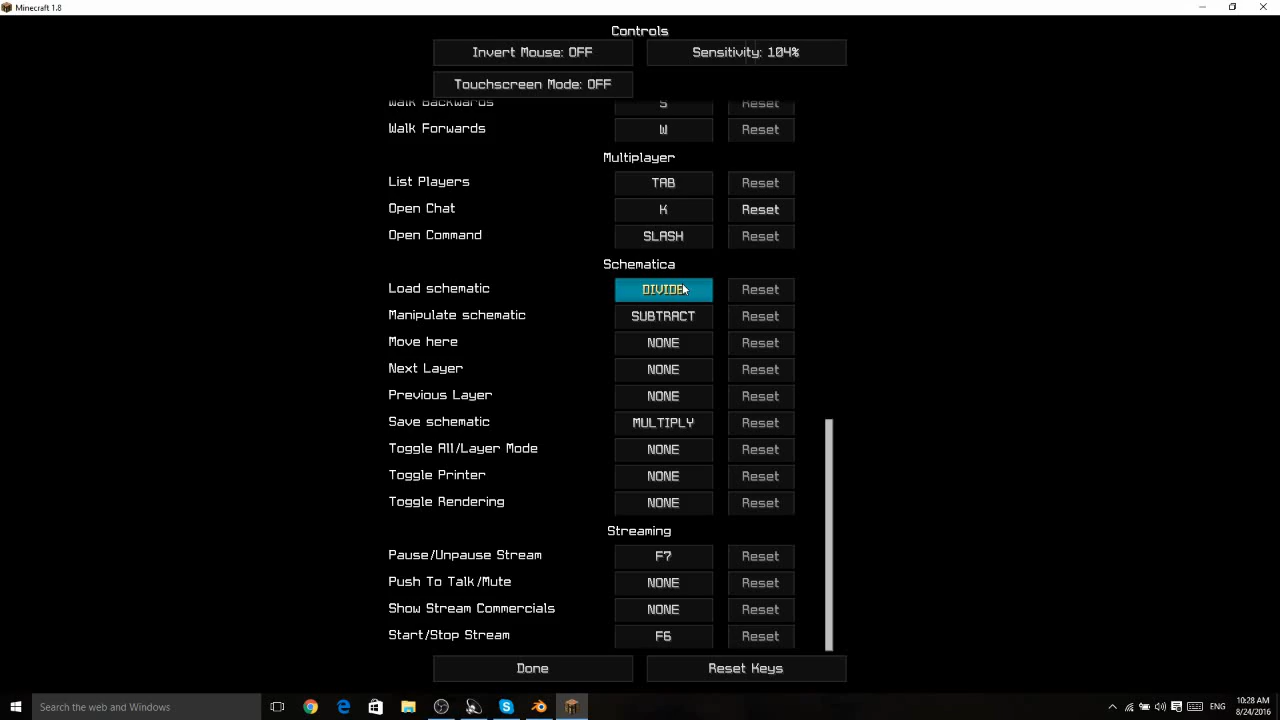 Minecraft 1.8
Controls
Invert Mouse: OFF Sensitivity: 104%
Touchscreen Mode: OFF
Walk Backwards S Reset
Walk Forwards W Reset
Multiplayer
List Players TAB Reset
Open Chat K Reset
Open Command SLASH Reset
Schematica
Load schematic DIVIDE Reset
Manipulate schematic SUBTRACT Reset
Move here NONE Reset
Next Layer NONE Reset
Previous Layer NONE Reset
Save schematic MULTIPLY Reset
Toggle All/Layer Mode NONE Reset
Toggle Printer NONE Reset
Toggle Rendering NONE Reset
Streaming
Pause/Unpause Stream F7 Reset
Push To Talk/Mute NONE Reset
Show Stream Commercials NONE Reset
Start/Stop Stream F6 Reset
Done Reset Keys
Search the web and Windows
ENG
10:28 AM
8/24/2016